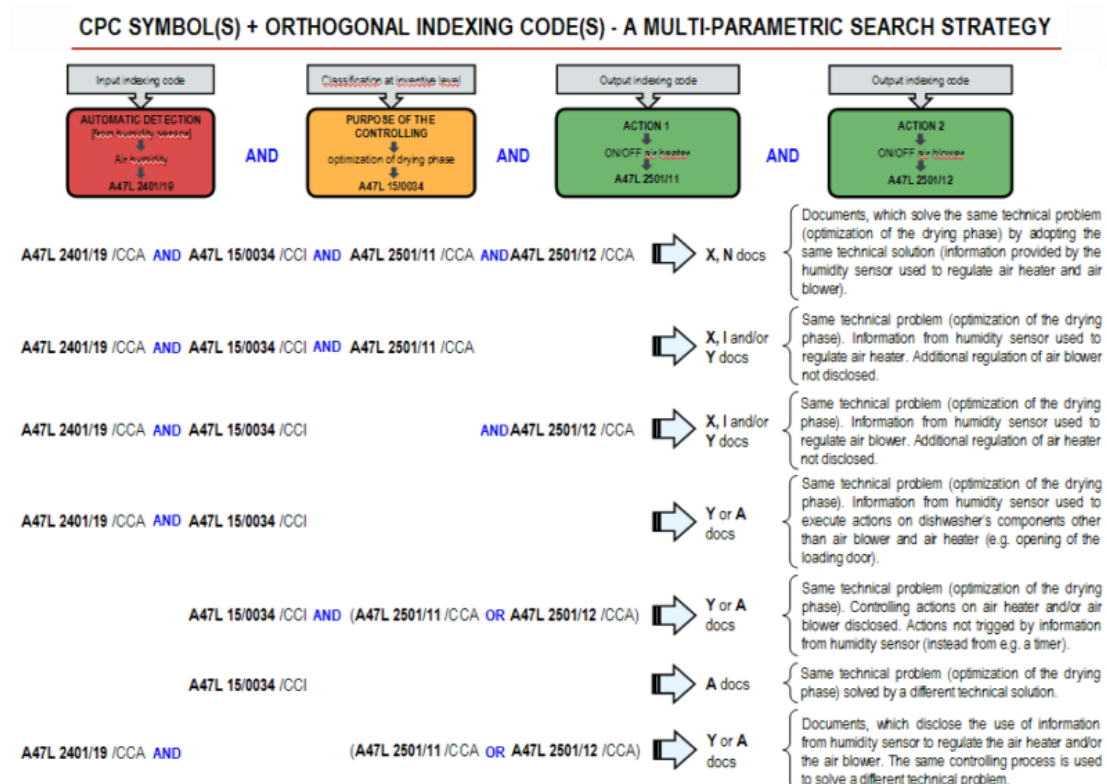 CPC SYMBOL(S) + ORTHOGONAL INDEXING CODE(S) - A MULTI-PARAMETRIC SEARCH STRATEGY
Input indexing code
Classification at inventive level
Output indexing code
Output indexing code
AUTOMATIC DETECTION
[from humidity sensor]
Air humidity
A47L 2401/19
AND
PURPOSE OF THE
CONTROLLING
optimization of drying phase
A47L 15/0034
AND
ACTION 1
ON/OFF air heater
A47L 2501/11
AND
ACTION 2
ON/OFF air blower
A47L 2501/12
A47L 2401/19 /CCA AND A47L 15/0034 /CCI AND A47L 2501/11 /CCA AND A47L 2501/12 /CCA
X, N docs
Documents, which solve the same technical problem
(optimization of the drying phase) by adopting the
same technical solution (information provided by the
humidity sensor used to regulate air heater and air
blower).
A47L 2401/19 /CCA AND A47L 15/0034 /CCI AND A47L 2501/11 /CCA
X, I and/or
Y docs
Same technical problem (optimization of the drying
phase). Information from humidity sensor used to
regulate air heater. Additional regulation of air blower
not disclosed.
A47L 2401/19 /CCA AND A47L 15/0034 /CCI AND A47L 2501/12 /CCA
X, I and/or
Y docs
Same technical problem (optimization of the drying
phase). Information from humidity sensor used to
regulate air blower. Additional regulation of air heater
not disclosed.
A47L 2401/19 /CCA AND A47L 15/0034 /CCI
Y or A
docs
Same technical problem (optimization of the drying
phase). Information from humidity sensor used to
execute actions on dishwasher's components other
than air blower and air heater (e.g. opening of the
loading door).
A47L 15/0034 /CCI AND (A47L 2501/11 /CCA OR A47L 2501/12 /CCA)
Y or A
docs
Same technical problem (optimization of the drying
phase). Controlling actions on air heater and/or air
blower disclosed. Actions not trigged by information
from humidity sensor (instead from e.g. a timer).
A47L 15/0034 /CCI
A docs
Same technical problem (optimization of the drying
phase) solved by a different technical solution.
A47L 2401/19 /CCA AND (A47L 2501/11 /CCA OR A47L 2501/12 /CCA)
Y or A
docs
Documents, which disclose the use of information
from humidity sensor to regulate the air heater and/or
the air blower. The same controlling process is used
to solve a different technical problem.